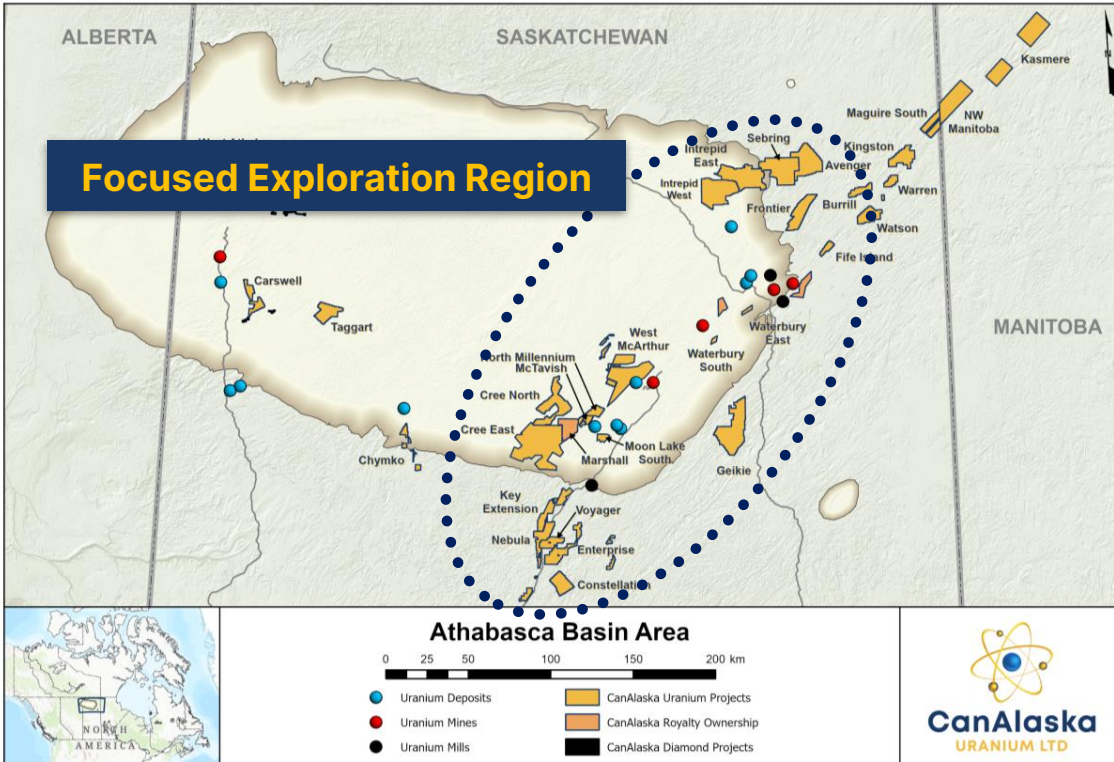 ALBERTA
SASKATCHEWAN
Kasmere
Maguire South
NW
Manitoba
Sebring
Kingston
Intrepid
East
Avenger
Focused Exploration Region
Intrepid
West
Warren
Frontier
Burrill
Watson
Fife Island
Carswell
Taggart
MANITOBA
Waterbury
East
West
McArthur
Waterbury
South
North Millennium
McTavish
Cree North
Cree East
Moon Lake
South
Marshall
Chymko
Geikie
Key
Extension
Voyager
Nebula
Enterprise
Constellation
Athabasca Basin Area
0 25 50 100 150 200 km
Uranium Deposits
CanAlaska Uranium Projects
Uranium Mines
CanAlaska Royalty Ownership
Uranium Mills
CanAlaska Diamond Projects
NORTH
AMERICA
CanAlaska
URANIUM LTD